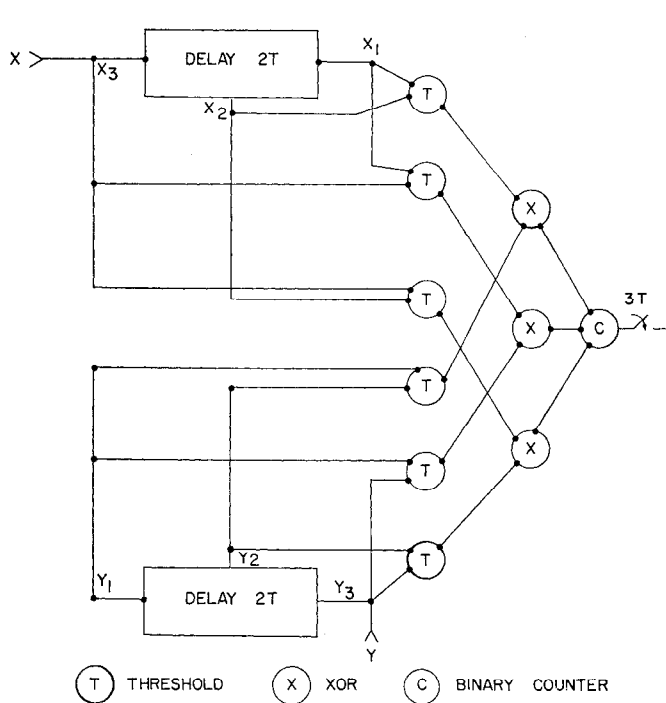 X
X3
DELAY 2T
X1
X2
T
T
X
T
X
C
3T
T
T
X
T
Y1
Y2
DELAY 2T
Y3
Y
T THRESHOLD
X XOR
C BINARY COUNTER